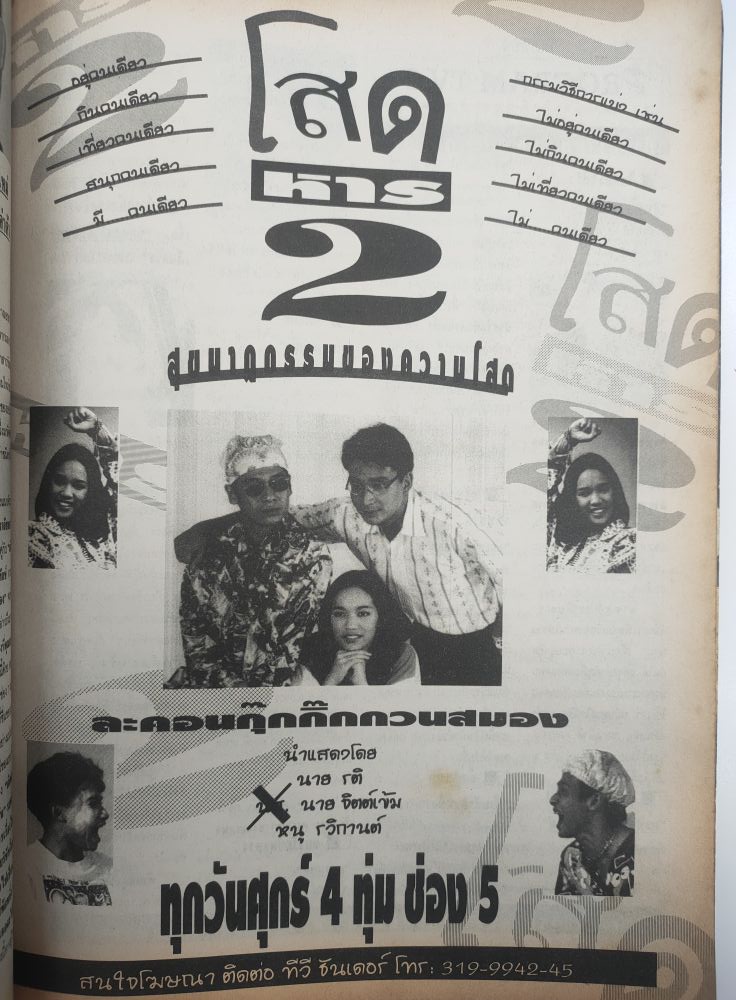 โสด
หาร
2
อยู่คนเดียว
กินคนเดียว
เที่ยวคนเดียว
สนุกคนเดียว
มี... คนเดียว
กรรมวิธีการแบ่ง เช่น
ไม่อยู่คนเดียว
ไม่กินคนเดียว
ไม่เที่ยวคนเดียว
ไม่... คนเดียว
สุขนาฏกรรมของความโสด
ละคอนกุ๊กกิ๊กกวนสมอง
นำแสดงโดย
นาย รติ
นาย จิตต์เข้ม
หนู รวิกานต์
ทุกวันศุกร์ 4 ทุ่ม ช่อง 5
สนใจโฆษณา ติดต่อ ทีวี ธันเดอร์ โทร: 319-9942-45